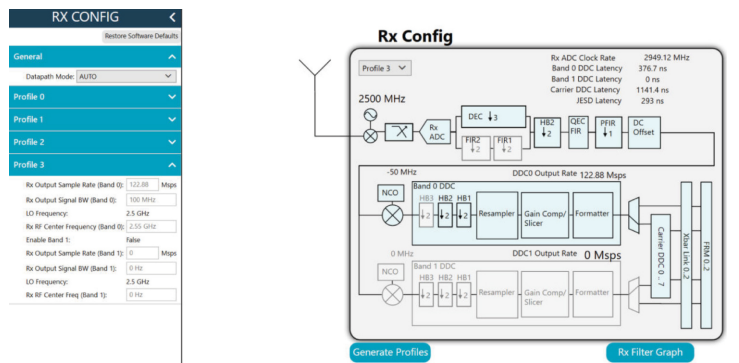 RX CONFIG
Restore Software Defaults
General
Datapath Mode: AUTO
Profile 0
Profile 1
Profile 2
Profile 3
Rx Output Sample Rate (Band 0): 122.88 Msps
Rx Output Signal BW (Band 0): 100 MHz
LO Frequency: 2.5 GHz
Rx RF Center Frequency (Band 0): 2.55 GHz
Enable Band 1: False
Rx Output Sample Rate (Band 1): 0 Msps
Rx Output Signal BW (Band 1): 0 Hz
LO Frequency: 2.5 GHz
Rx RF Center Freq (Band 1): 0 Hz
Rx Config
Profile 3
Rx ADC Clock Rate 2949.12 MHz
Band 0 DDC Latency 376.7 ns
Band 1 DDC Latency 0 ns
Carrier DDC Latency 1141.4 ns
JESD Latency 293 ns
2500 MHz
Rx
ADC
DEC ↓3
FIR2
↓2
FIR1
↓2
HB2
↓2
QEC
FIR
PFIR
↓1
DC
Offset
-50 MHz
DDC0 Output Rate 122.88 Msps
NCO
Band 0 DDC
HB3 HB2 HB1
↓2 ↓2 ↓2
Resampler
Gain Comp/
Slicer
Formatter
0 MHz
DDC1 Output Rate 0 Msps
NCO
Band 1 DDC
HB3 HB2 HB1
↓2 ↓2 ↓2
Resampler
Gain Comp/
Slicer
Formatter
Carrier DDC 0 .. 7
Xbar Link 0.2
FRM 0.2
Generate Profiles
Rx Filter Graph